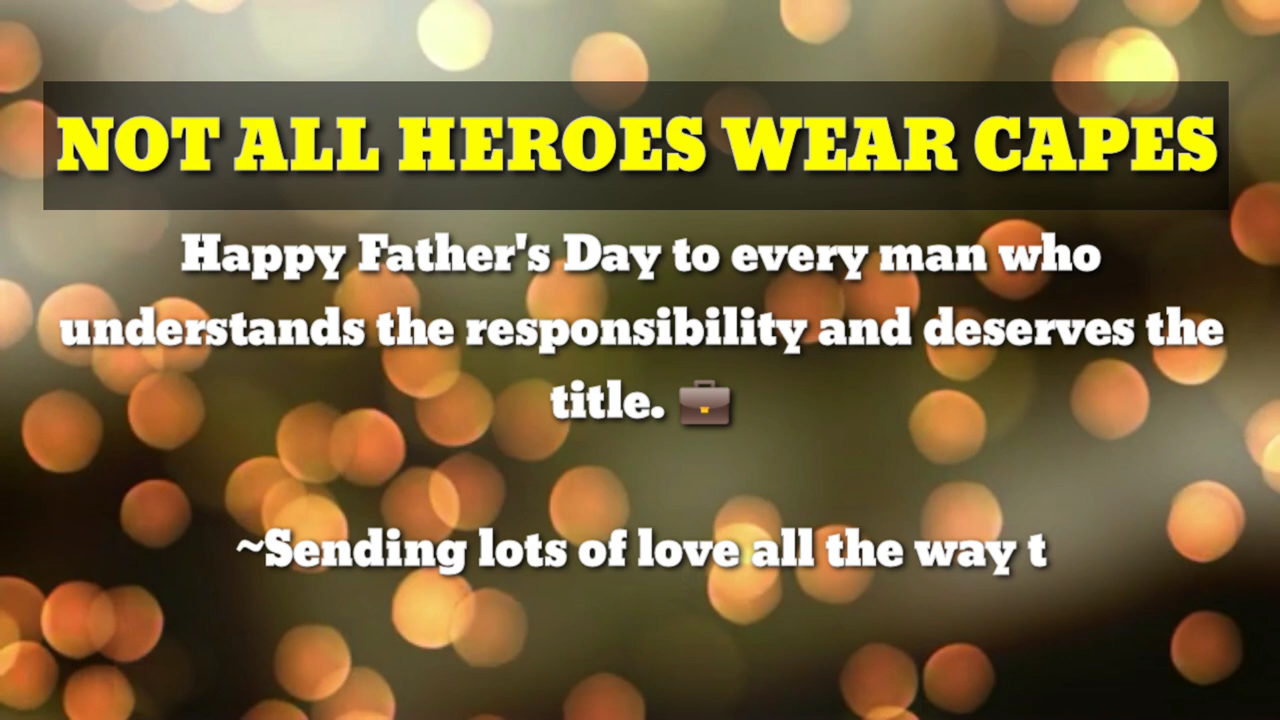 NOT ALL HEROES WEAR CAPES
Happy Father's Day to every man who
understands the responsibility and deserves the
title. 💼
~Sending lots of love all the way t